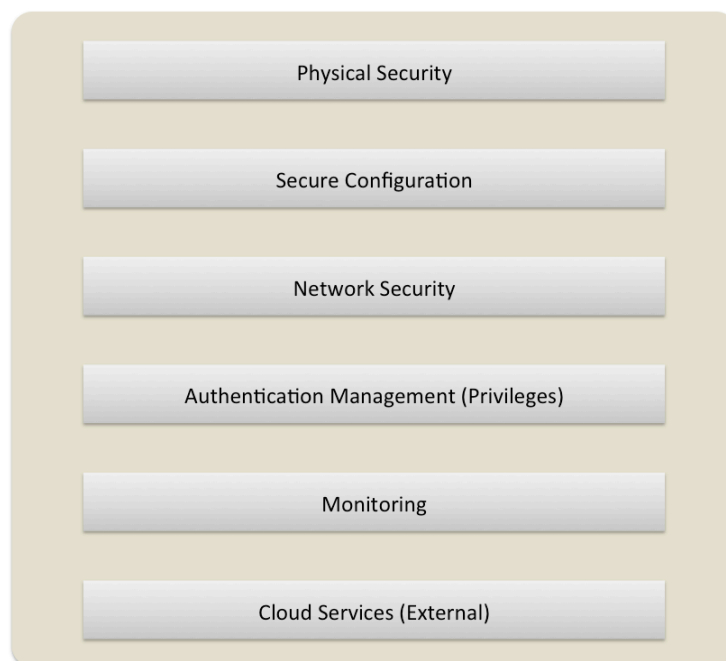 Physical Security
Secure Configuration
Network Security
Authentication Management (Privileges)
Monitoring
Cloud Services (External)